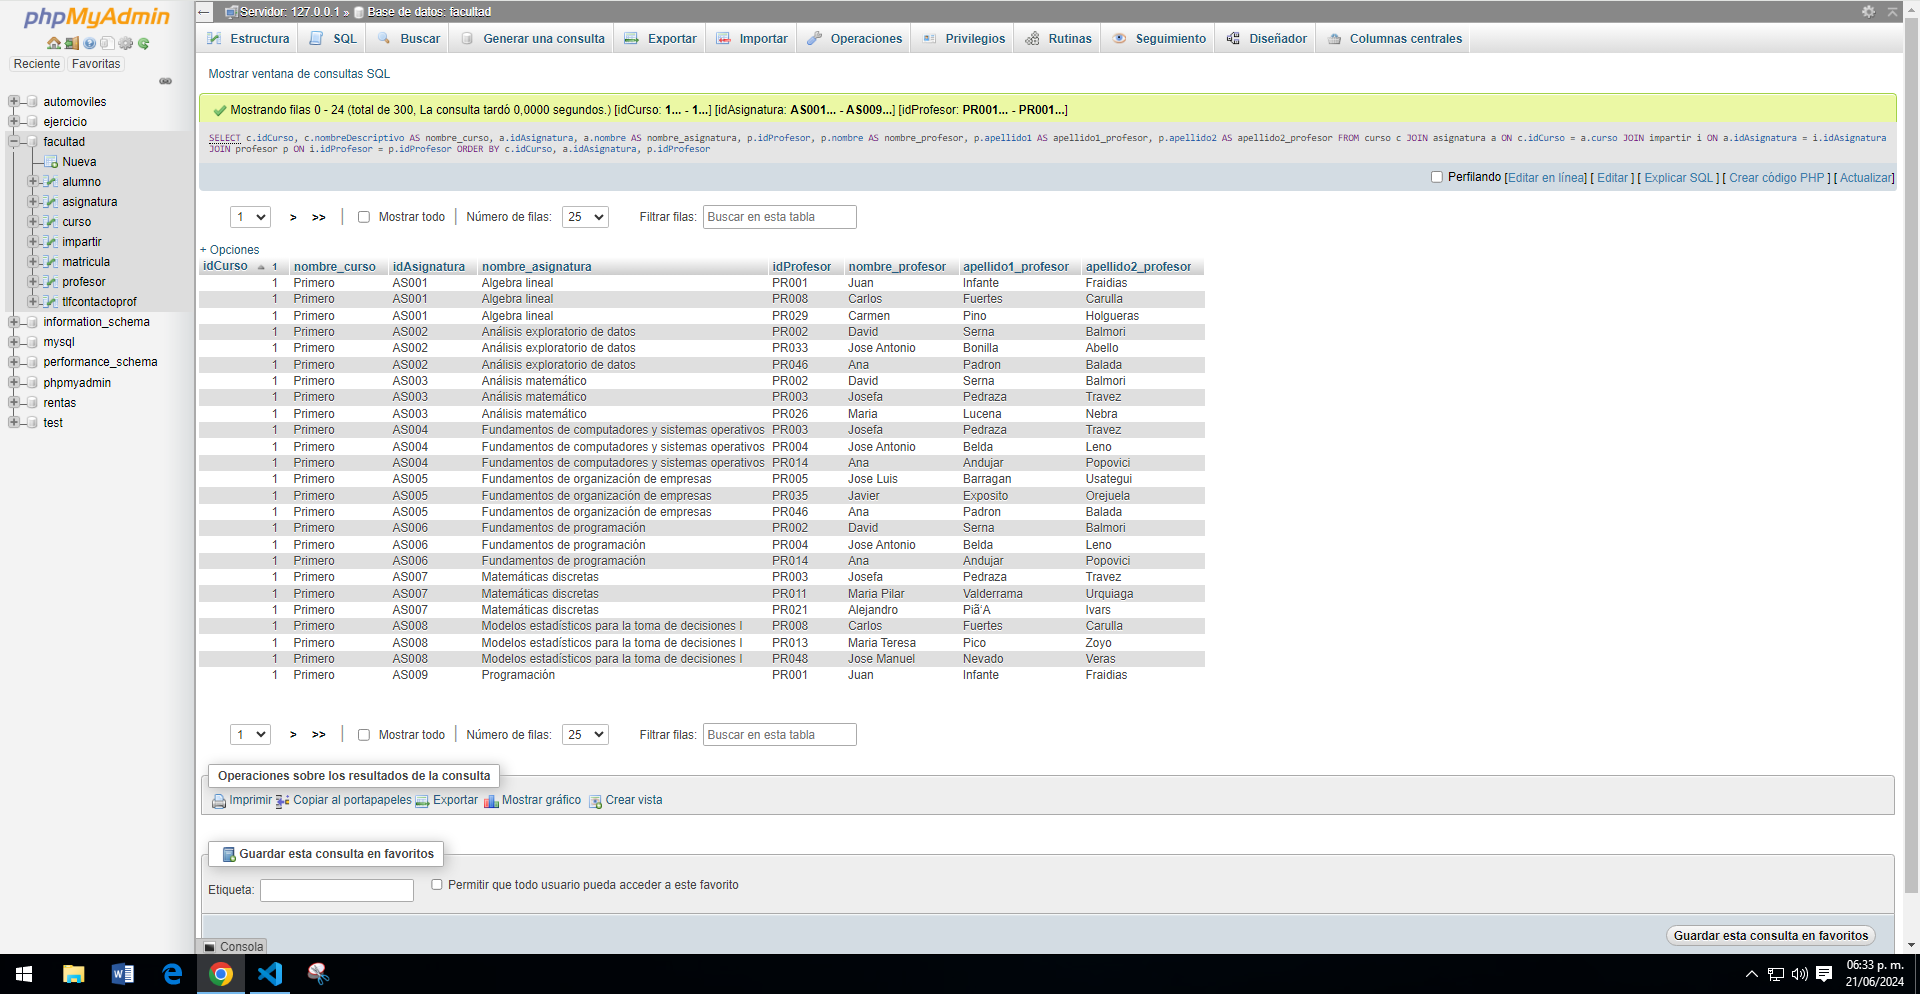 phpMyAdmin
Reciente Favoritas
automoviles
ejercicio
facultad
Nueva
alumno
asignatura
curso
impartir
matricula
profesor
tlfcontactoprof
information_schema
mysql
performance_schema
phpmyadmin
rentas
test
Servidor: 127.0.0.1 » Base de datos: facultad
Estructura SQL Buscar Generar una consulta Exportar Importar Operaciones Privilegios Rutinas Seguimiento Diseñador Columnas centrales
Mostrar ventana de consultas SQL
Mostrando filas 0 - 24 (total de 300, La consulta tardó 0,0000 segundos.) [idCurso: 1... - 1...] [idAsignatura: AS001... - AS009...] [idProfesor: PR001... - PR001...]
SELECT c.idCurso, c.nombreDescriptivo AS nombre_curso, a.idAsignatura, a.nombre AS nombre_asignatura, p.idProfesor, p.nombre AS nombre_profesor, p.apellido1 AS apellido1_profesor, p.apellido2 AS apellido2_profesor FROM curso c JOIN asignatura a ON c.idCurso = a.curso JOIN impartir i ON a.idAsignatura = i.idAsignatura
JOIN profesor p ON i.idProfesor = p.idProfesor ORDER BY c.idCurso, a.idAsignatura, p.idProfesor
Perfilando [Editar en línea] [ Editar ] [ Explicar SQL ] [ Crear código PHP ] [ Actualizar]
1 > >> | Mostrar todo | Número de filas: 25 Filtrar filas: Buscar en esta tabla
+ Opciones
idCurso 1 nombre_curso idAsignatura nombre_asignatura idProfesor nombre_profesor apellido1_profesor apellido2_profesor
1 Primero AS001 Algebra lineal PR001 Juan Infante Fraidias
1 Primero AS001 Algebra lineal PR008 Carlos Fuertes Carulla
1 Primero AS001 Algebra lineal PR029 Carmen Pino Holgueras
1 Primero AS002 Análisis exploratorio de datos PR002 David Serna Balmori
1 Primero AS002 Análisis exploratorio de datos PR033 Jose Antonio Bonilla Abello
1 Primero AS002 Análisis exploratorio de datos PR046 Ana Padron Balada
1 Primero AS003 Análisis matemático PR002 David Serna Balmori
1 Primero AS003 Análisis matemático PR003 Josefa Pedraza Travez
1 Primero AS003 Análisis matemático PR026 Maria Lucena Nebra
1 Primero AS004 Fundamentos de computadores y sistemas operativos PR003 Josefa Pedraza Travez
1 Primero AS004 Fundamentos de computadores y sistemas operativos PR004 Jose Antonio Belda Leno
1 Primero AS004 Fundamentos de computadores y sistemas operativos PR014 Ana Andujar Popovici
1 Primero AS005 Fundamentos de organización de empresas PR005 Jose Luis Barragan Usategui
1 Primero AS005 Fundamentos de organización de empresas PR035 Javier Exposito Orejuela
1 Primero AS005 Fundamentos de organización de empresas PR046 Ana Padron Balada
1 Primero AS006 Fundamentos de programación PR002 David Serna Balmori
1 Primero AS006 Fundamentos de programación PR004 Jose Antonio Belda Leno
1 Primero AS006 Fundamentos de programación PR014 Ana Andujar Popovici
1 Primero AS007 Matemáticas discretas PR003 Josefa Pedraza Travez
1 Primero AS007 Matemáticas discretas PR011 Maria Pilar Valderrama Urquiaga
1 Primero AS007 Matemáticas discretas PR021 Alejandro Piã‘A Ivars
1 Primero AS008 Modelos estadísticos para la toma de decisiones I PR008 Carlos Fuertes Carulla
1 Primero AS008 Modelos estadísticos para la toma de decisiones I PR013 Maria Teresa Pico Zoyo
1 Primero AS008 Modelos estadísticos para la toma de decisiones I PR048 Jose Manuel Nevado Veras
1 Primero AS009 Programación PR001 Juan Infante Fraidias
1 > >> | Mostrar todo | Número de filas: 25 Filtrar filas: Buscar en esta tabla
Operaciones sobre los resultados de la consulta
Imprimir Copiar al portapapeles Exportar Mostrar gráfico Crear vista
Guardar esta consulta en favoritos
Etiqueta: Permitir que todo usuario pueda acceder a este favorito
Guardar esta consulta en favoritos
Consola
06:33 p. m.
21/06/2024